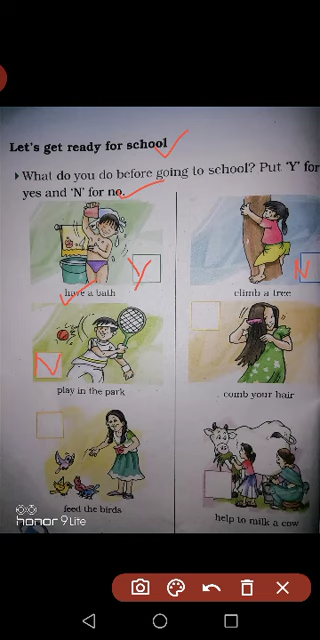 Let's get ready for school
What do you do before going to school? Put 'Y' for
yes and 'N' for no.
Y
N
have a bath
climb a tree
N
play in the park
comb your hair
feed the birds
help to milk a cow
honor 9 Lite